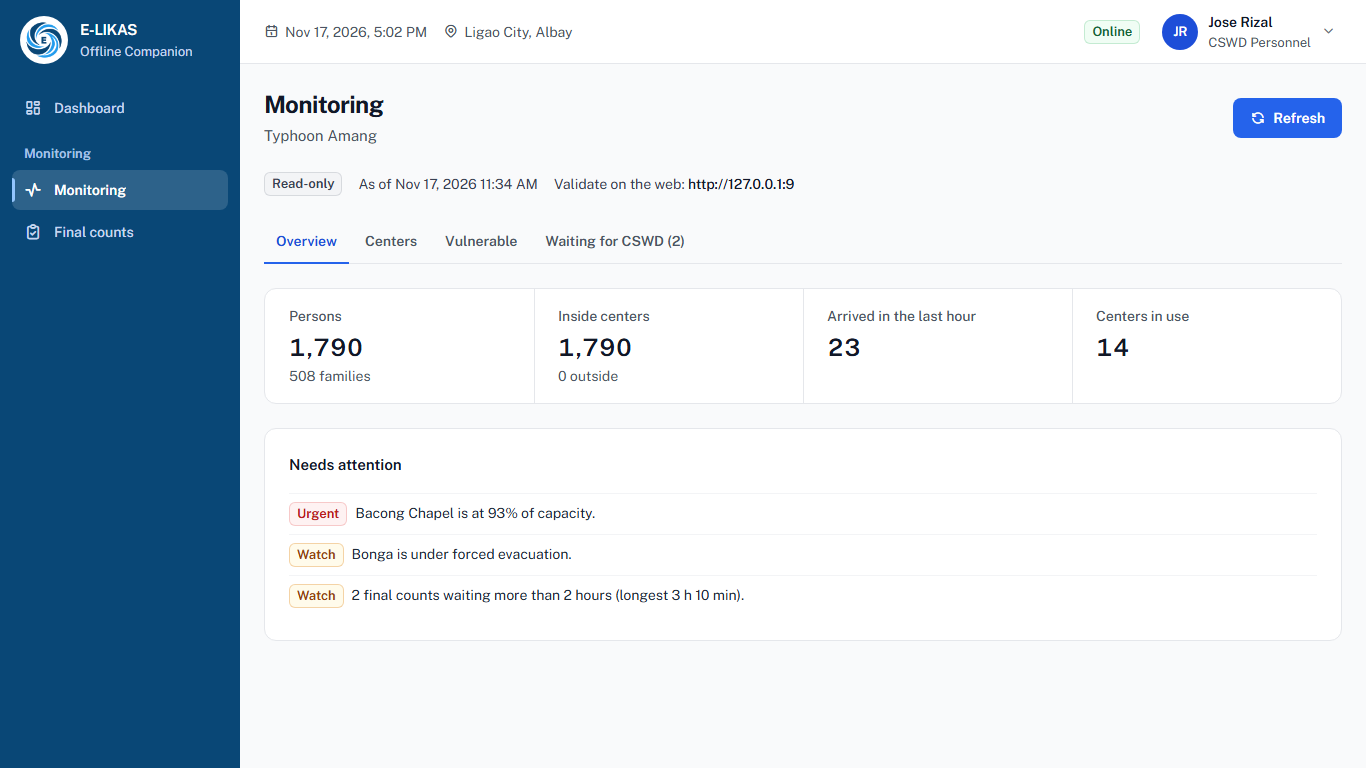 E-LIKAS
Offline Companion
Dashboard
Monitoring
Monitoring
Final counts
Nov 17, 2026, 5:02 PM Ligao City, Albay
Online
JR
Jose Rizal
CSWD Personnel
Monitoring
Typhoon Amang
Refresh
Read-only As of Nov 17, 2026 11:34 AM Validate on the web: http://127.0.0.1:9
Overview Centers Vulnerable Waiting for CSWD (2)
Persons
1,790
508 families
Inside centers
1,790
0 outside
Arrived in the last hour
23
Centers in use
14
Needs attention
Urgent Bacong Chapel is at 93% of capacity.
Watch Bonga is under forced evacuation.
Watch 2 final counts waiting more than 2 hours (longest 3 h 10 min).